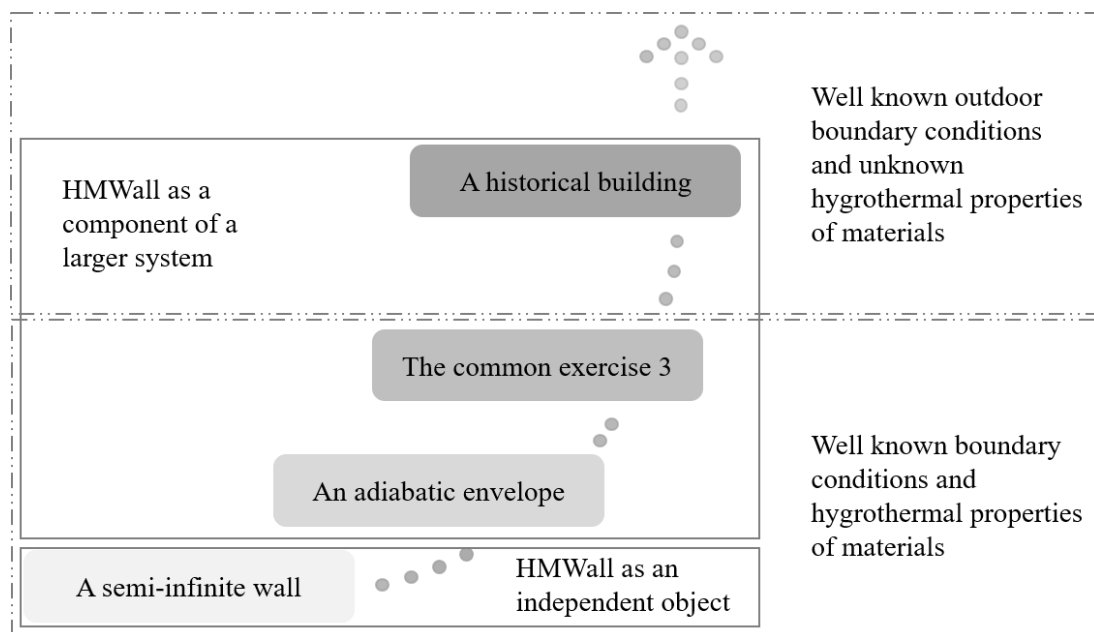 Well known outdoor
boundary conditions
and unknown
hygrothermal properties
of materials
HMWall as a
component of a
larger system
A historical building
The common exercise 3
An adiabatic envelope
Well known boundary
conditions and
hygrothermal properties
of materials
A semi-infinite wall
HMWall as an
independent object